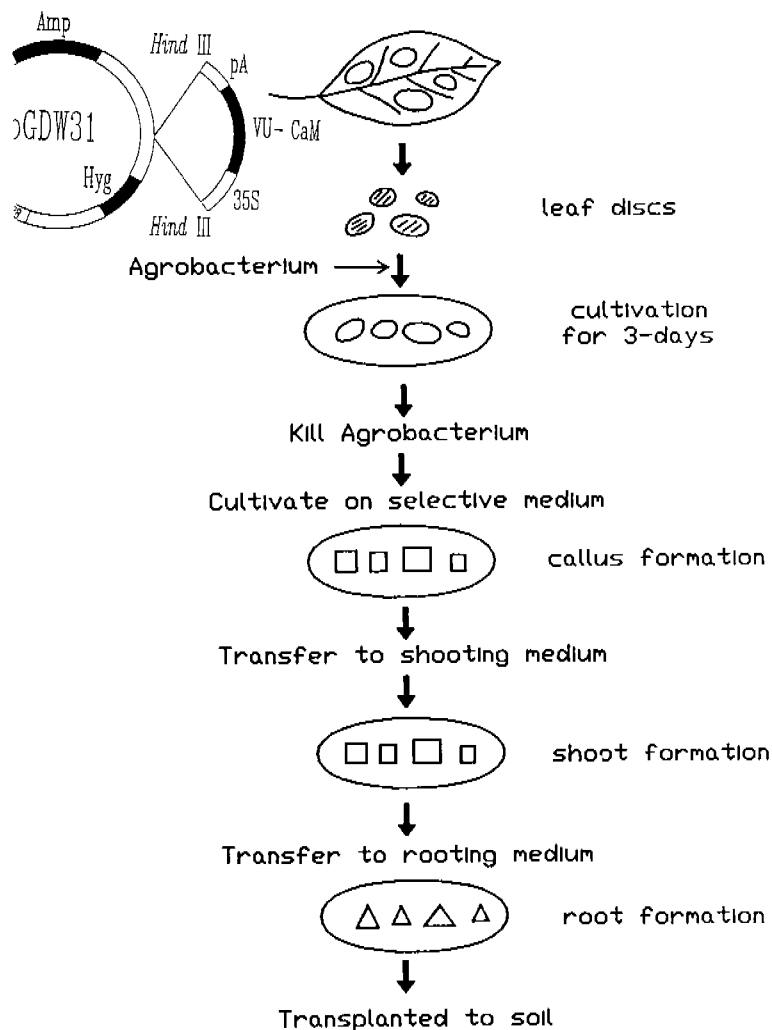 Amp
Hind III
pA
GDW31
VU-CaM
Hyg
35S
Hind III
leaf discs
Agrobacterium
cultivation
for 3-days
Kill Agrobacterium
Cultivate on selective medium
callus formation
Transfer to shooting medium
shoot formation
Transfer to rooting medium
root formation
Transplanted to soil